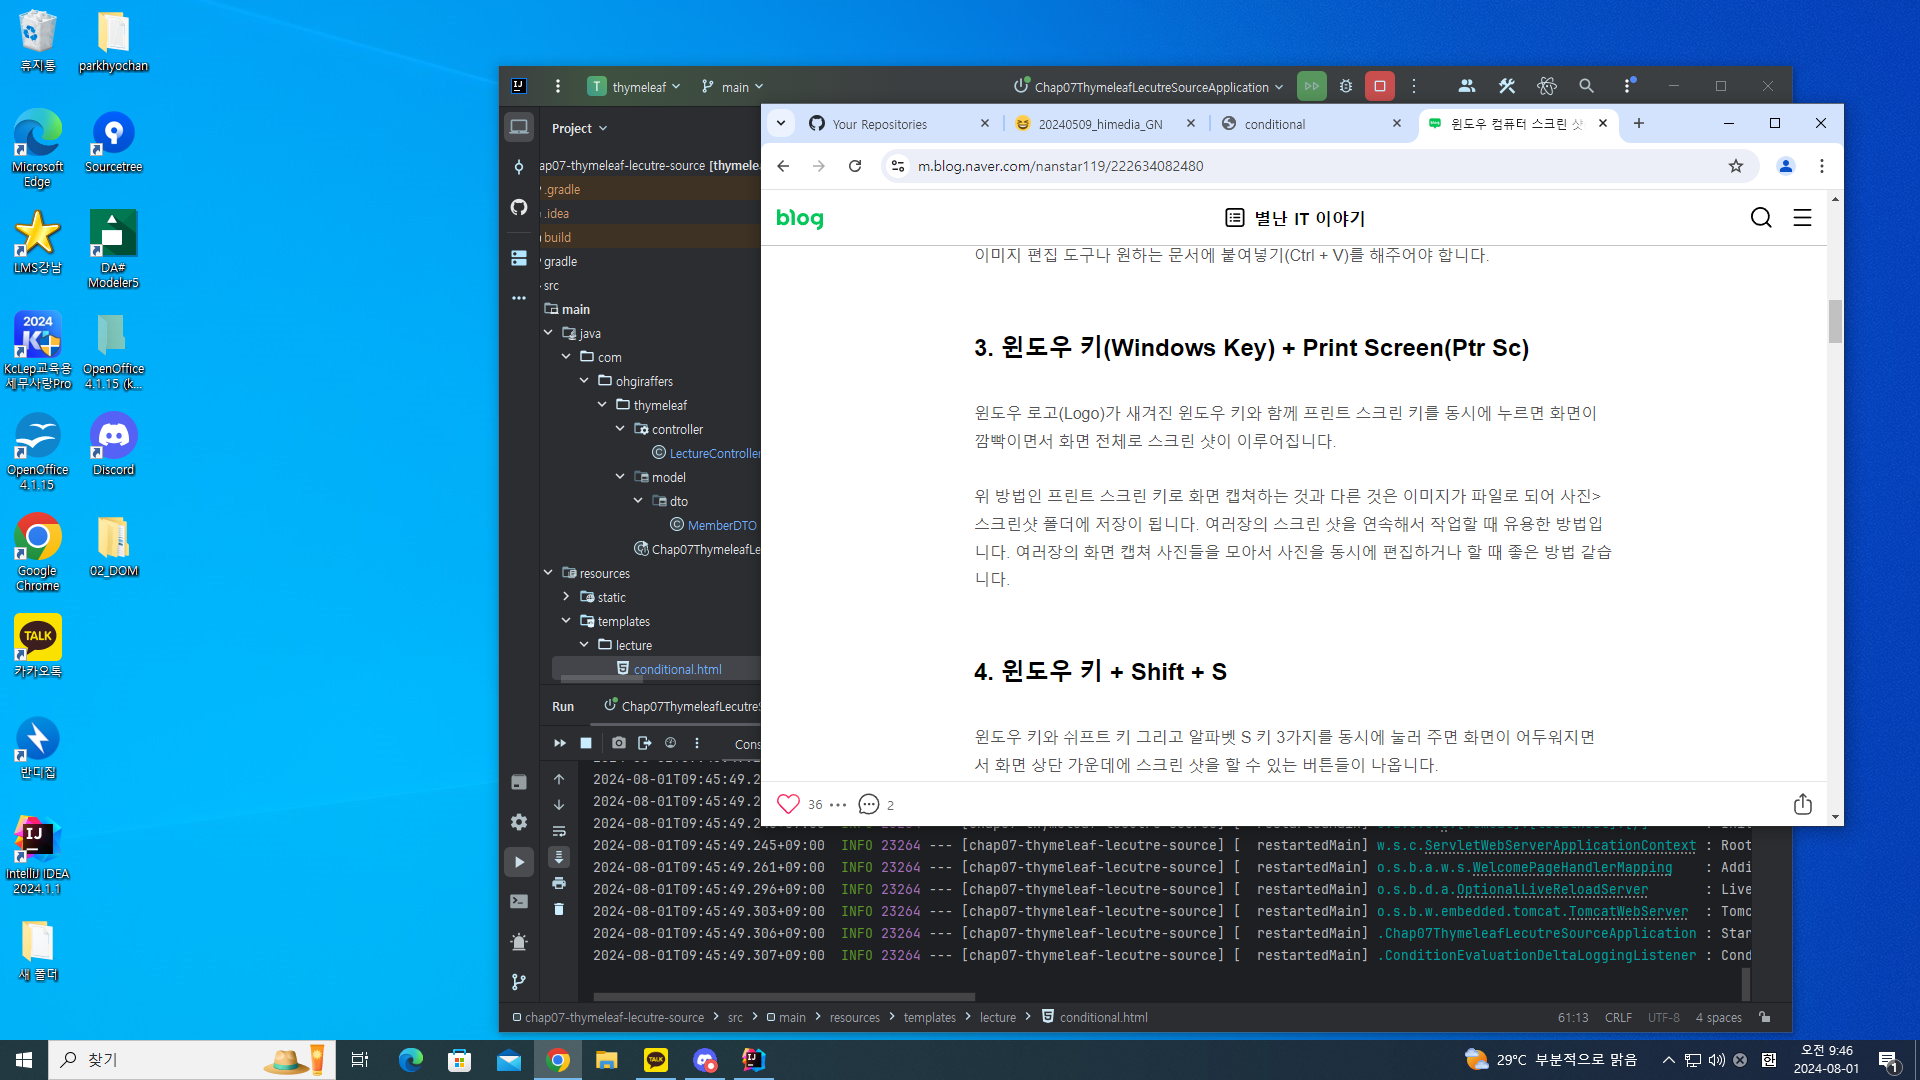 휴지통
parkhyochan
Microsoft Edge
Sourcetree
LMS강남
DA# Modeler5
2024
KcLep교육용 세무사랑Pro
OpenOffice 4.1.15 (k...
OpenOffice 4.1.15
Discord
Google Chrome
02_DOM
TALK
카카오톡
반디집
IntelliJ IDEA 2024.1.1
새 폴더
T thymeleaf
main
Chap07ThymeleafLecutreSourceApplication
Project
ap07-thymeleaf-lecutre-source [thymele
.gradle
.idea
build
gradle
src
main
java
com
ohgiraffers
thymeleaf
controller
LectureController
model
dto
MemberDTO
Chap07ThymeleafLe
resources
static
templates
lecture
conditional.html
Your Repositories
20240509_himedia_GN
conditional
윈도우 컴퓨터 스크린 샷
m.blog.naver.com/nanstar119/222634082480
blog
별난 IT 이야기
이미지 편집 도구나 원하는 문서에 붙여넣기(Ctrl + V)를 해주어야 합니다.
3. 윈도우 키(Windows Key) + Print Screen(Ptr Sc)
윈도우 로고(Logo)가 새겨진 윈도우 키와 함께 프린트 스크린 키를 동시에 누르면 화면이
깜빡이면서 화면 전체로 스크린 샷이 이루어집니다.
위 방법인 프린트 스크린 키로 화면 캡쳐하는 것과 다른 것은 이미지가 파일로 되어 사진>
스크린샷 폴더에 저장이 됩니다. 여러장의 스크린 샷을 연속해서 작업할 때 유용한 방법입
니다. 여러장의 화면 캡쳐 사진들을 모아서 사진을 동시에 편집하거나 할 때 좋은 방법 같습
니다.
4. 윈도우 키 + Shift + S
윈도우 키와 쉬프트 키 그리고 알파벳 S 키 3가지를 동시에 눌러 주면 화면이 어두워지면
서 화면 상단 가운데에 스크린 샷을 할 수 있는 버튼들이 나옵니다.
36
2
Run
Chap07ThymeleafLecutreS
Cons
2024-08-01T09:45:49.2
2024-08-01T09:45:49.2
2024-08-01T09:45:49.2
2024-08-01T09:45:49.245+09:00 INFO 23264 --- [chap07-thymeleaf-lecutre-source] [ restartedMain] w.s.c.ServletWebServerApplicationContext : Root
2024-08-01T09:45:49.261+09:00 INFO 23264 --- [chap07-thymeleaf-lecutre-source] [ restartedMain] o.s.b.a.w.s.WelcomePageHandlerMapping : Addi
2024-08-01T09:45:49.296+09:00 INFO 23264 --- [chap07-thymeleaf-lecutre-source] [ restartedMain] o.s.b.d.a.OptionalLiveReloadServer : Live
2024-08-01T09:45:49.303+09:00 INFO 23264 --- [chap07-thymeleaf-lecutre-source] [ restartedMain] o.s.b.w.embedded.tomcat.TomcatWebServer : Tomc
2024-08-01T09:45:49.306+09:00 INFO 23264 --- [chap07-thymeleaf-lecutre-source] [ restartedMain] .Chap07ThymeleafLecutreSourceApplication : Star
2024-08-01T09:45:49.307+09:00 INFO 23264 --- [chap07-thymeleaf-lecutre-source] [ restartedMain] .ConditionEvaluationDeltaLoggingListener : Cond
chap07-thymeleaf-lecutre-source > src > main > resources > templates > lecture > conditional.html
61:13 CRLF UTF-8 4 spaces
찾기
TALK
29°C 부분적으로 맑음
한
오전 9:46
2024-08-01
1